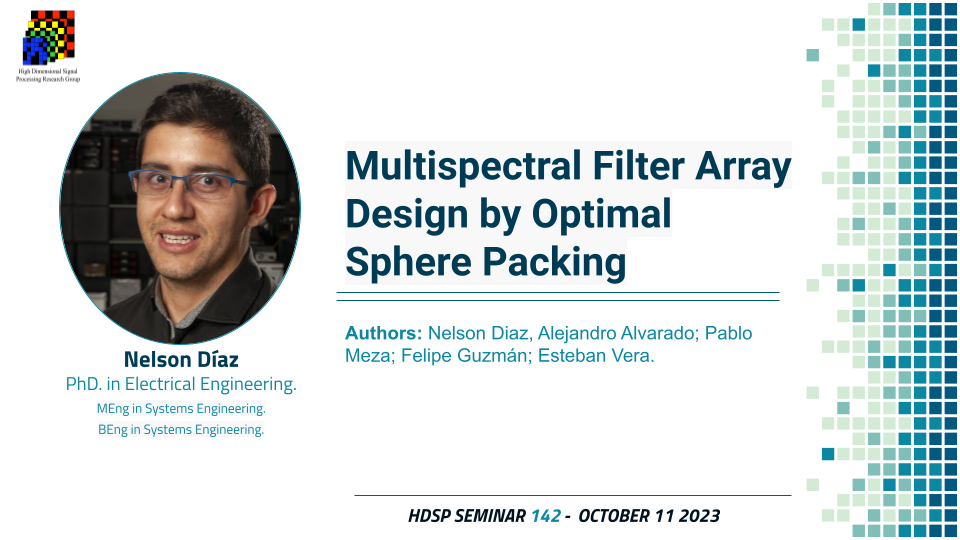 High Dimensional Signal
Processing Research Group
Nelson Díaz
PhD. in Electrical Engineering.
MEng in Systems Engineering.
BEng in Systems Engineering.
Multispectral Filter Array
Design by Optimal
Sphere Packing
Authors: Nelson Diaz, Alejandro Alvarado; Pablo
Meza; Felipe Guzmán; Esteban Vera.
HDSP SEMINAR 142 - OCTOBER 11 2023